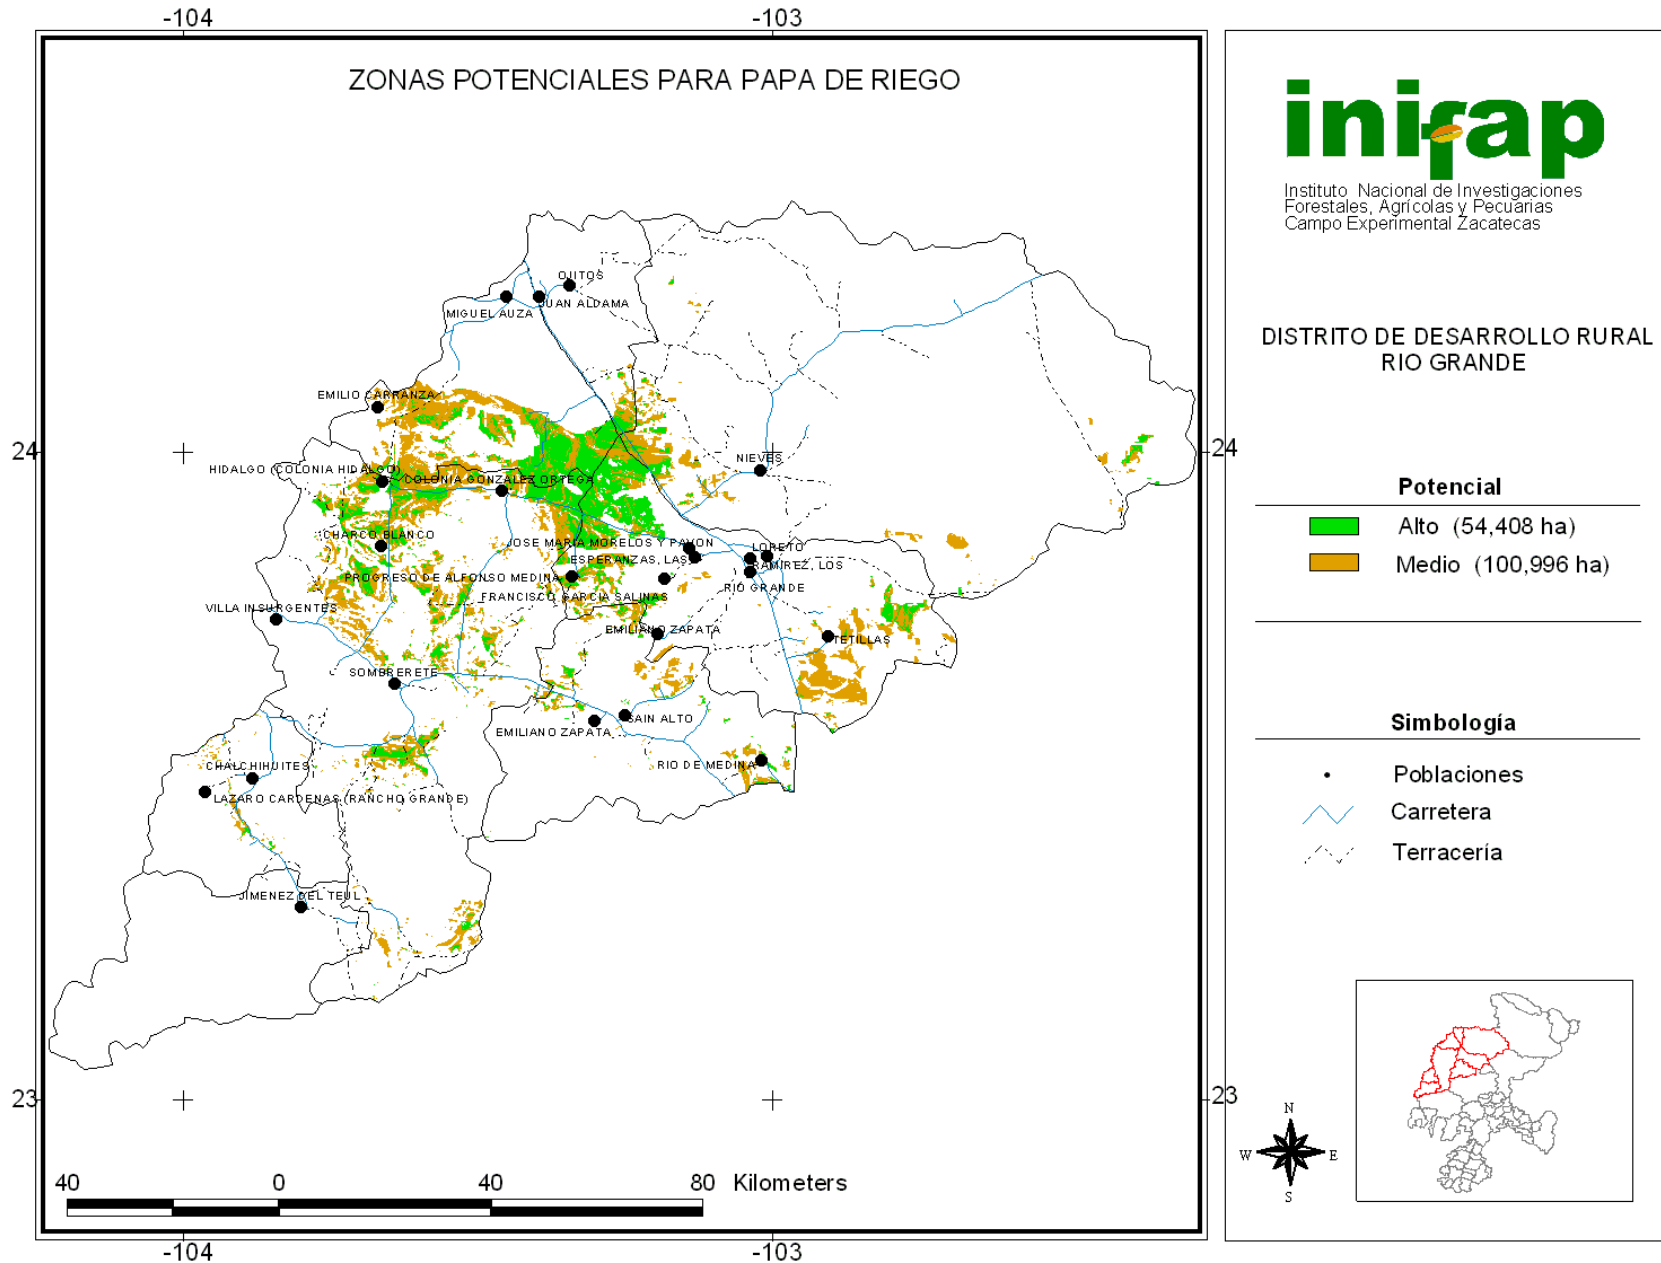 -104
-103
ZONAS POTENCIALES PARA PAPA DE RIEGO
OJITOS
JUAN ALDAMA
MIGUEL AUZA
EMILIO CARRANZA
24
24
NIEVES
HIDALGO (COLONIA HIDALGO)
COLONIA GONZALEZ ORTEGA
CHARCO BLANCO
JOSE MARIA MORELOS Y PAVON
LORETO
ESPERANZAS, LAS
RAMIREZ, LOS
PROGRESO DE ALFONSO MEDINA
RIO GRANDE
FRANCISCO GARCIA SALINAS
VILLA INSURGENTES
EMILIANO ZAPATA
TETILLAS
SOMBRERETE
SAIN ALTO
EMILIANO ZAPATA
RIO DE MEDINA
CHALCHIHUITES
LAZARO CARDENAS (RANCHO GRANDE)
JIMENEZ DEL TEUL
23
23
40 0 40 80 Kilometers
-104
-103
inifap
Instituto Nacional de Investigaciones
Forestales, Agrícolas y Pecuarias
Campo Experimental Zacatecas
DISTRITO DE DESARROLLO RURAL
RIO GRANDE
Potencial
Alto (54,408 ha)
Medio (100,996 ha)
Simbología
Poblaciones
Carretera
Terracería
N
W E
S